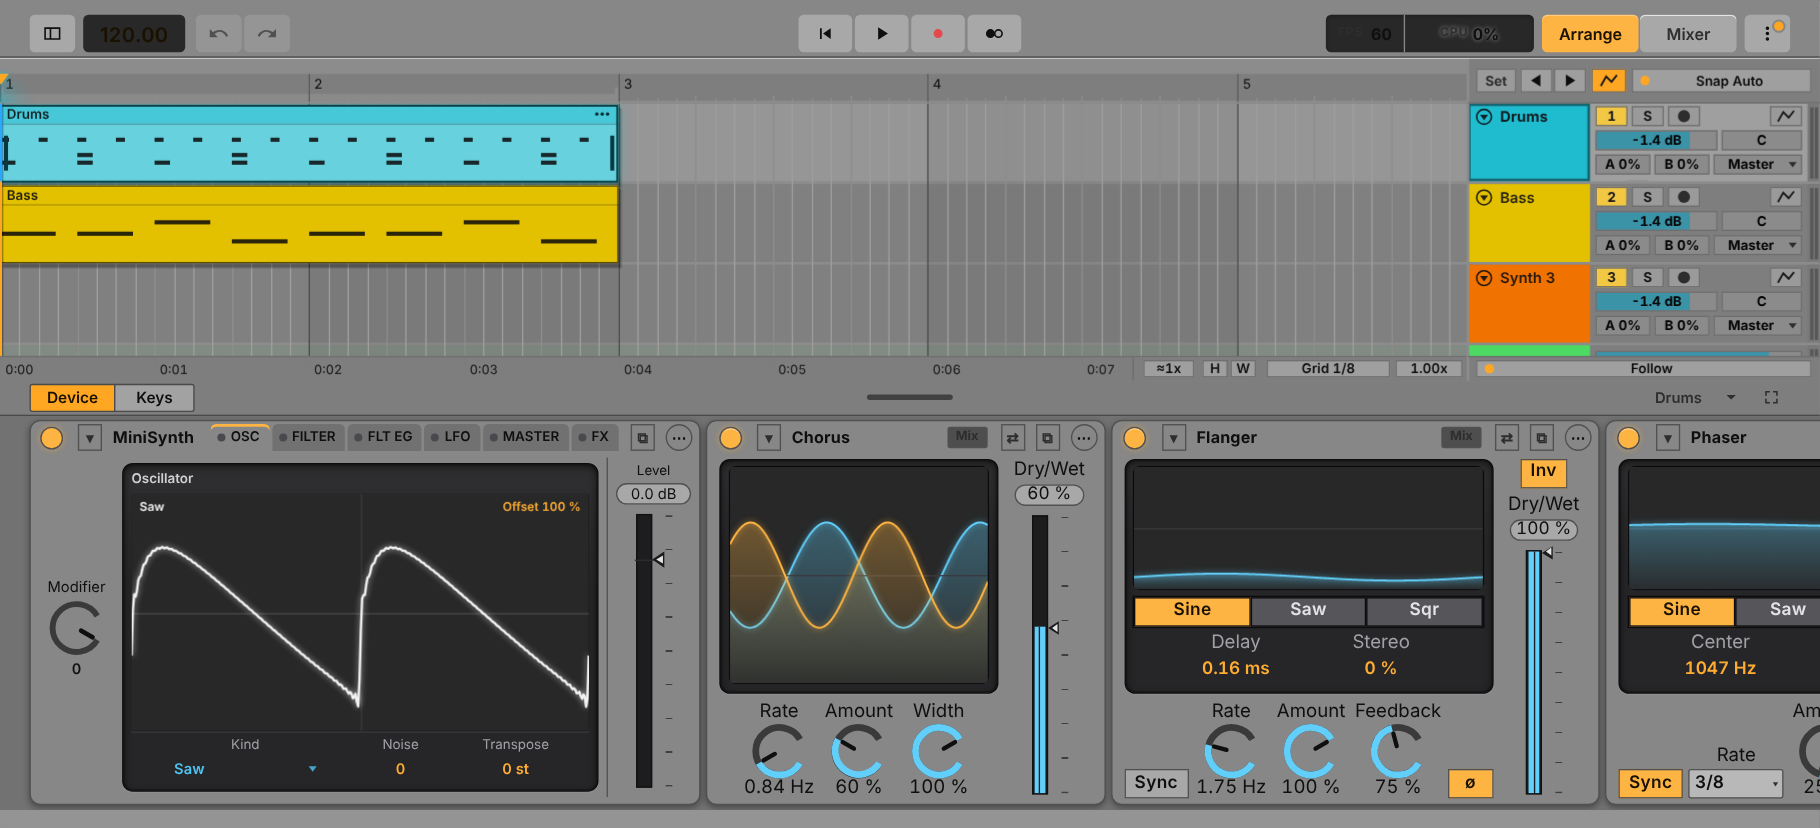 120.00
FPS 60
CPU 0%
Arrange
Mixer
1 2 3 4 5
Set
Snap Auto
Drums
Drums
1 S
-1.4 dB C
A 0% B 0% Master
Bass
Bass
2 S
-1.4 dB C
A 0% B 0% Master
Synth 3
3 S
-1.4 dB C
A 0% B 0% Master
0:00 0:01 0:02 0:03 0:04 0:05 0:06 0:07
≈1x H W Grid 1/8 1.00x
Follow
Device Keys
Drums
MiniSynth
OSC FILTER FLT EG LFO MASTER FX
Oscillator
Saw
Offset 100 %
Modifier
0
Kind Noise Transpose
Saw 0 0 st
Level
0.0 dB
Chorus
Mix
Dry/Wet
60 %
Rate Amount Width
0.84 Hz 60 % 100 %
Flanger
Mix
Inv
Dry/Wet
100 %
Sine Saw Sqr
Delay Stereo
0.16 ms 0 %
Rate Amount Feedback
Sync 1.75 Hz 100 % 75 % ø
Phaser
Sine Saw
Center
1047 Hz
Am
Rate
Sync 3/8 25